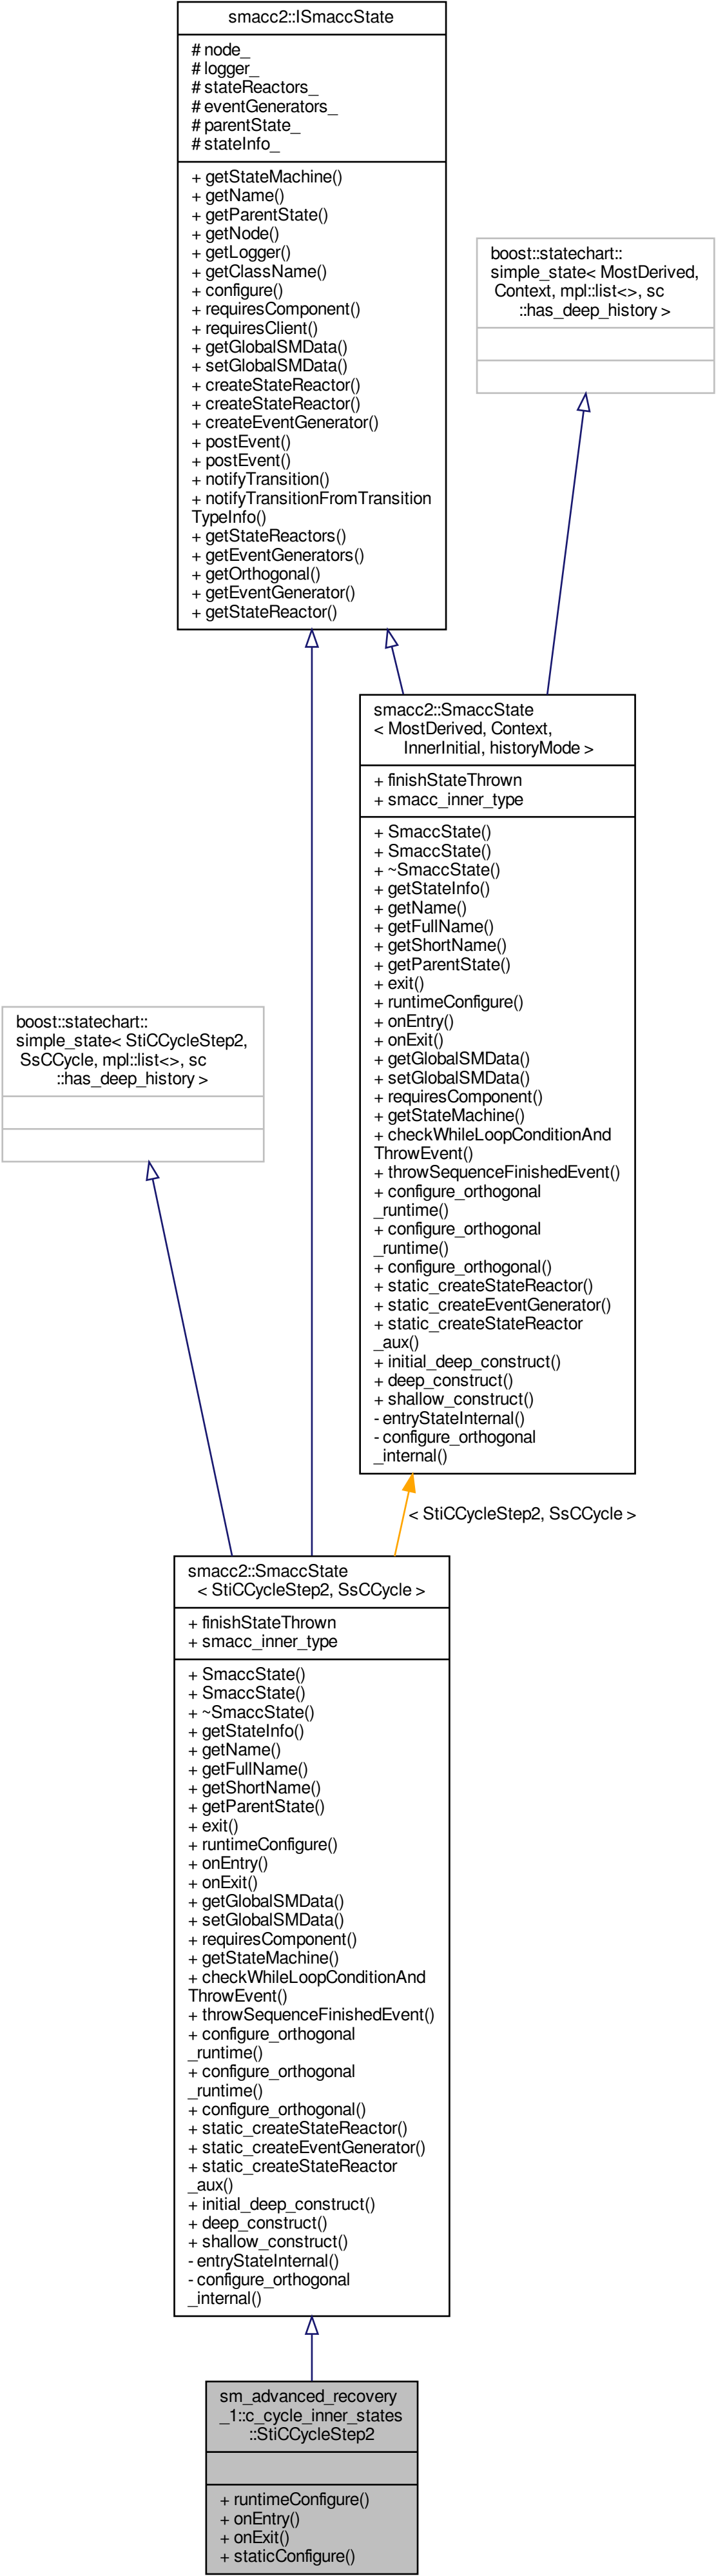 smacc2::ISmaccState
# node_
# logger_
# stateReactors_
# eventGenerators_
# parentState_
# stateInfo_
+ getStateMachine()
+ getName()
+ getParentState()
+ getNode()
+ getLogger()
+ getClassName()
+ configure()
+ requiresComponent()
+ requiresClient()
+ getGlobalSMData()
+ setGlobalSMData()
+ createStateReactor()
+ createStateReactor()
+ createEventGenerator()
+ postEvent()
+ postEvent()
+ notifyTransition()
+ notifyTransitionFromTransition
TypeInfo()
+ getStateReactors()
+ getEventGenerators()
+ getOrthogonal()
+ getEventGenerator()
+ getStateReactor()
boost::statechart::
simple_state< MostDerived,
Context, mpl::list<>, sc
::has_deep_history >
smacc2::SmaccState
< MostDerived, Context,
InnerInitial, historyMode >
+ finishStateThrown
+ smacc_inner_type
+ SmaccState()
+ SmaccState()
+ ~SmaccState()
+ getStateInfo()
+ getName()
+ getFullName()
+ getShortName()
+ getParentState()
+ exit()
+ runtimeConfigure()
+ onEntry()
+ onExit()
+ getGlobalSMData()
+ setGlobalSMData()
+ requiresComponent()
+ getStateMachine()
+ checkWhileLoopConditionAnd
ThrowEvent()
+ throwSequenceFinishedEvent()
+ configure_orthogonal
_runtime()
+ configure_orthogonal
_runtime()
+ configure_orthogonal()
+ static_createStateReactor()
+ static_createEventGenerator()
+ static_createStateReactor
_aux()
+ initial_deep_construct()
+ deep_construct()
+ shallow_construct()
- entryStateInternal()
- configure_orthogonal
_internal()
boost::statechart::
simple_state< StiCCycleStep2,
SsCCycle, mpl::list<>, sc
::has_deep_history >
< StiCCycleStep2, SsCCycle >
smacc2::SmaccState
< StiCCycleStep2, SsCCycle >
+ finishStateThrown
+ smacc_inner_type
+ SmaccState()
+ SmaccState()
+ ~SmaccState()
+ getStateInfo()
+ getName()
+ getFullName()
+ getShortName()
+ getParentState()
+ exit()
+ runtimeConfigure()
+ onEntry()
+ onExit()
+ getGlobalSMData()
+ setGlobalSMData()
+ requiresComponent()
+ getStateMachine()
+ checkWhileLoopConditionAnd
ThrowEvent()
+ throwSequenceFinishedEvent()
+ configure_orthogonal
_runtime()
+ configure_orthogonal
_runtime()
+ configure_orthogonal()
+ static_createStateReactor()
+ static_createEventGenerator()
+ static_createStateReactor
_aux()
+ initial_deep_construct()
+ deep_construct()
+ shallow_construct()
- entryStateInternal()
- configure_orthogonal
_internal()
sm_advanced_recovery
_1::c_cycle_inner_states
::StiCCycleStep2
+ runtimeConfigure()
+ onEntry()
+ onExit()
+ staticConfigure()